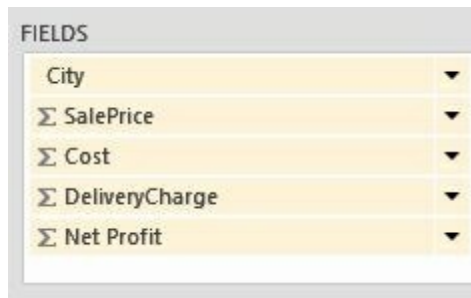 FIELDS
City
Σ SalePrice
Σ Cost
Σ DeliveryCharge
Σ Net Profit